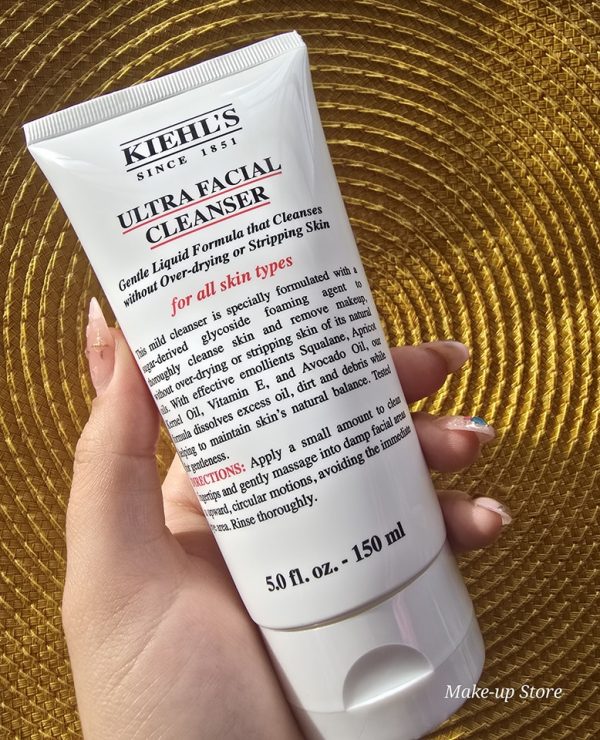 KIEHL'S
SINCE 1851
ULTRA FACIAL
CLEANSER
Gentle Liquid Formula that Cleanses
without Over-drying or Stripping Skin
for all skin types
This mild cleanser is specially formulated with a
sugar-derived glycoside foaming agent to
thoroughly cleanse skin and remove makeup,
without over-drying or stripping skin of its natural
oils. With effective emollients Squalane, Apricot
Kernel Oil, Vitamin E, and Avocado Oil, our
formula dissolves excess oil, dirt and debris while
helping to maintain skin's natural balance. Tested
for gentleness.
DIRECTIONS: Apply a small amount to clean
fingertips and gently massage into damp facial areas
upward, circular motions, avoiding the immediate
area. Rinse thoroughly.
5.0 fl. oz. - 150 ml
Make-up Store